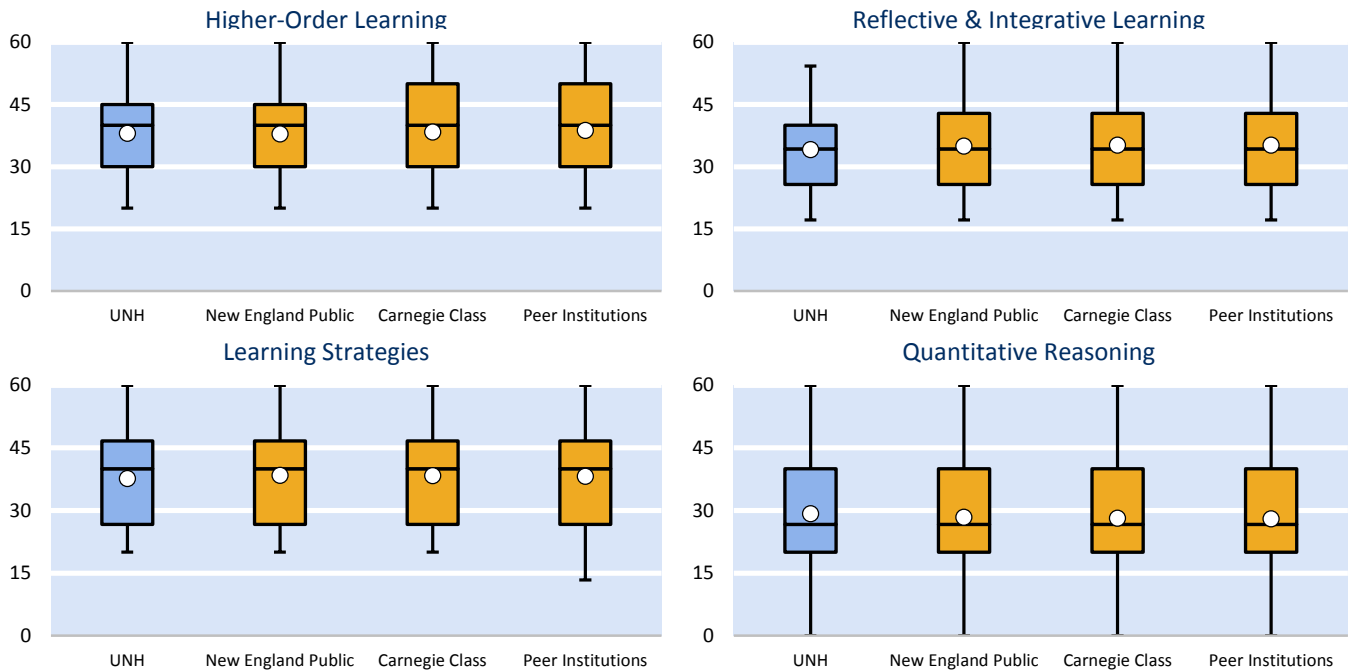 Higher-Order Learning
60
45
30
15
0
UNH New England Public Carnegie Class Peer Institutions
Reflective & Integrative Learning
60
45
30
15
0
UNH New England Public Carnegie Class Peer Institutions
Learning Strategies
60
45
30
15
0
UNH New England Public Carnegie Class Peer Institutions
Quantitative Reasoning
60
45
30
15
0
UNH New England Public Carnegie Class Peer Institutions